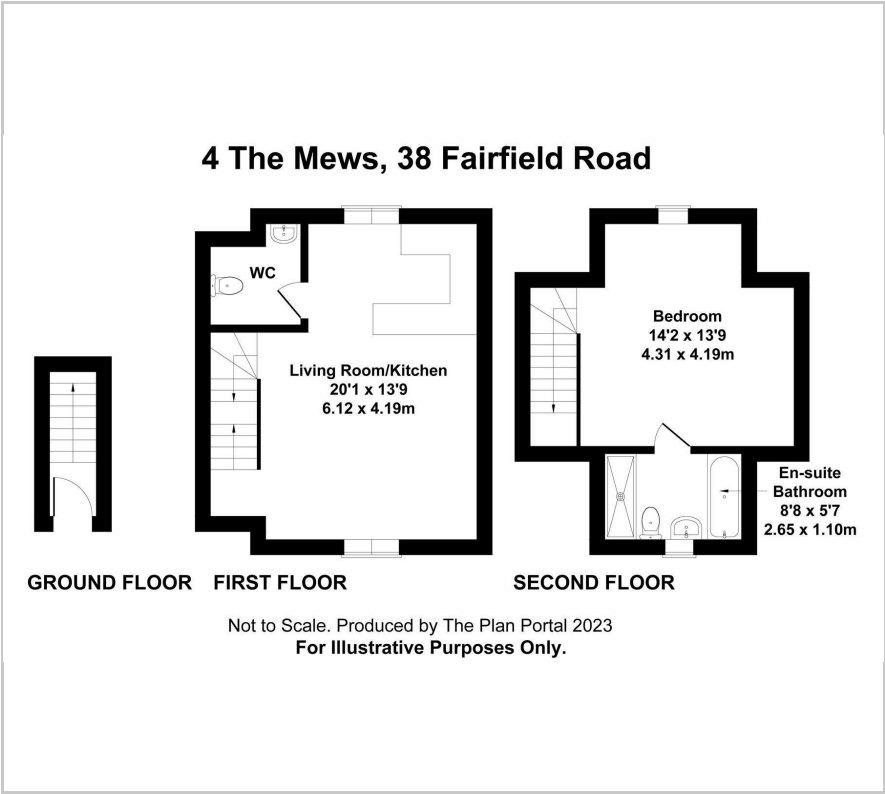 4 The Mews, 38 Fairfield Road
WC
Living Room/Kitchen
20'1 x 13'9
6.12 x 4.19m
Bedroom
14'2 x 13'9
4.31 x 4.19m
En-suite
Bathroom
8'8 x 5'7
2.65 x 1.10m
GROUND FLOOR
FIRST FLOOR
SECOND FLOOR
Not to Scale. Produced by The Plan Portal 2023
For Illustrative Purposes Only.